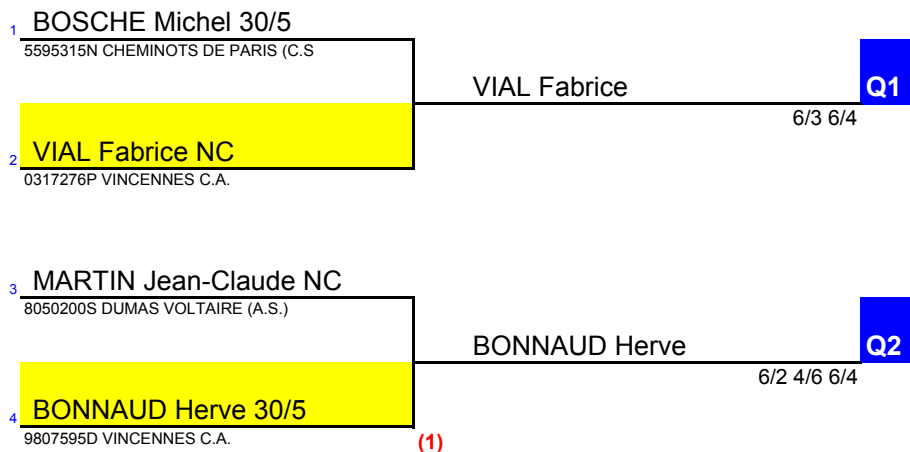 1 BOSCHE Michel 30/5
5595315N CHEMINOTS DE PARIS (C.S
VIAL Fabrice
Q1
6/3 6/4
2 VIAL Fabrice NC
0317276P VINCENNES C.A.
3 MARTIN Jean-Claude NC
8050200S DUMAS VOLTAIRE (A.S.)
BONNAUD Herve
Q2
6/2 4/6 6/4
4 BONNAUD Herve 30/5
9807595D VINCENNES C.A.
(1)